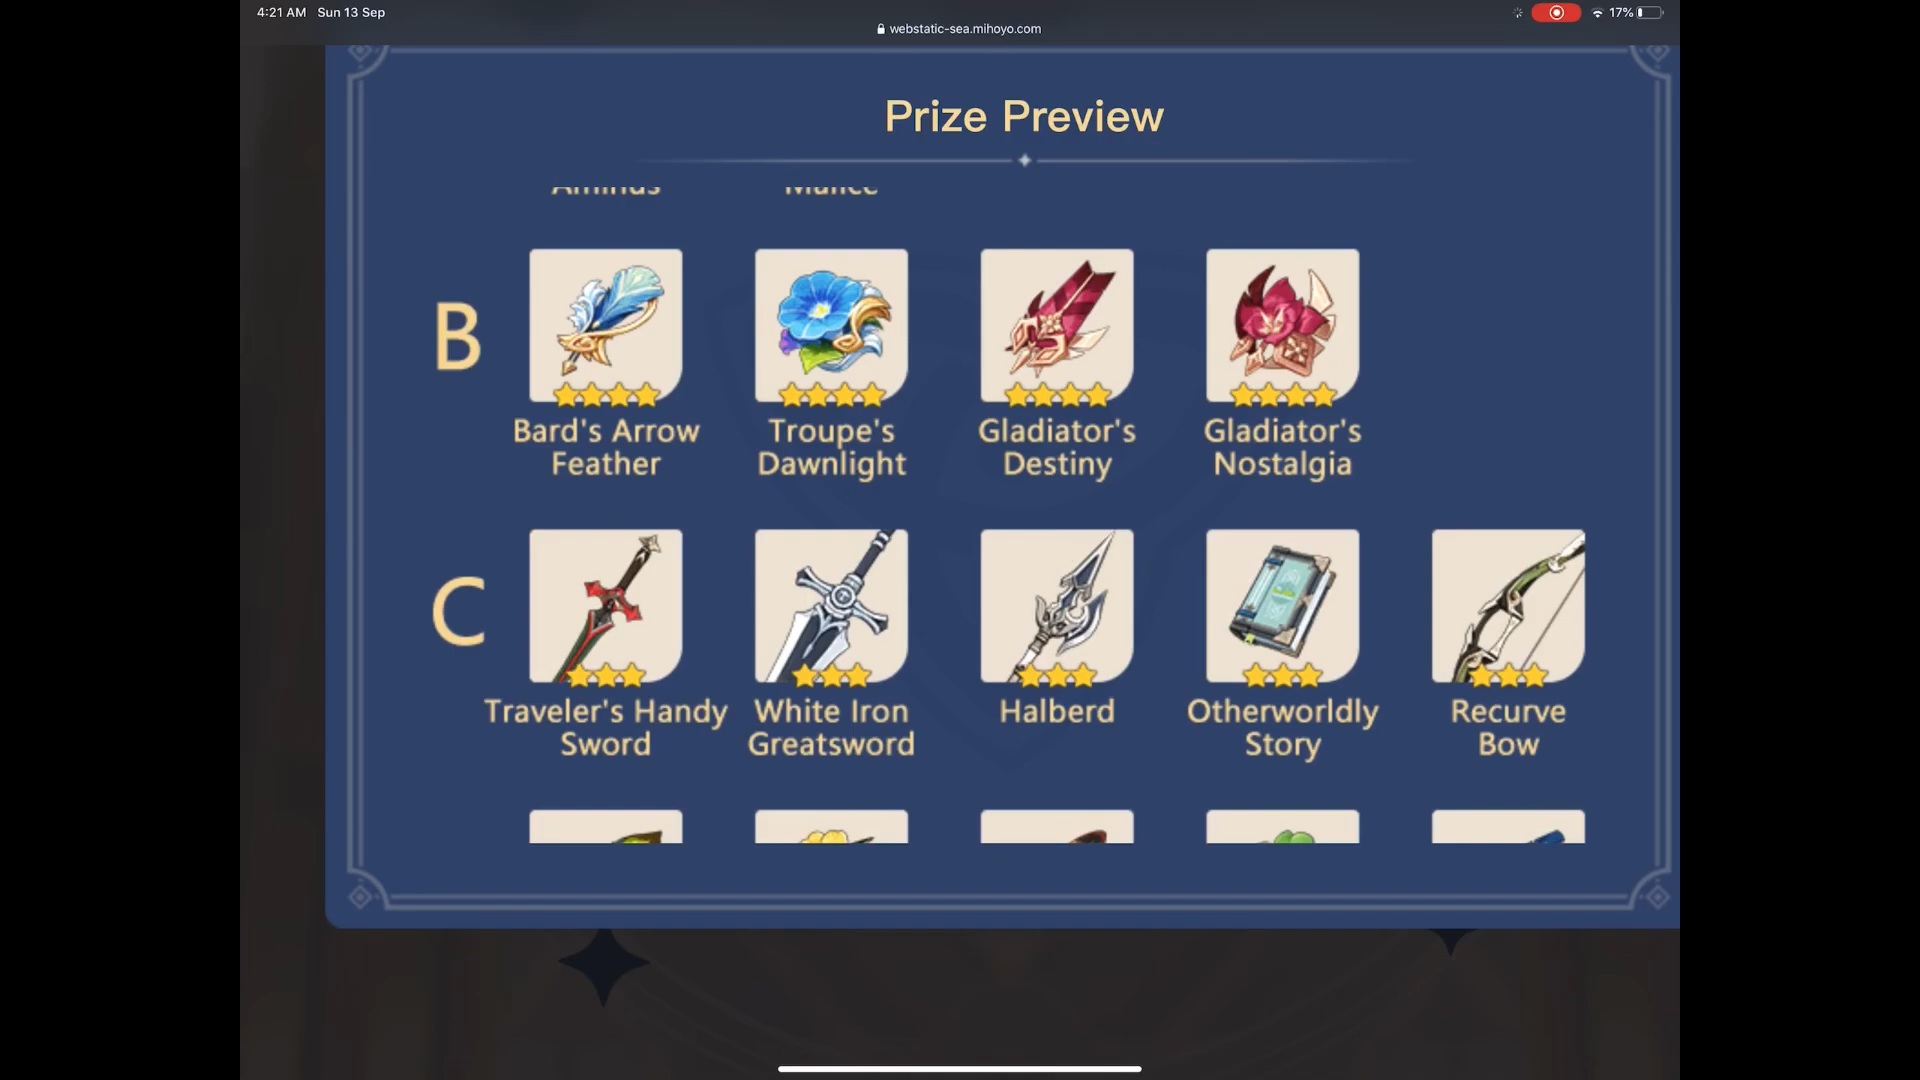 4:21 AM Sun 13 Sep
17%
webstatic-sea.mihoyo.com
Prize Preview
B
Bard's Arrow Feather
Troupe's Dawnlight
Gladiator's Destiny
Gladiator's Nostalgia
C
Traveler's Handy Sword
White Iron Greatsword
Halberd
Otherworldly Story
Recurve Bow